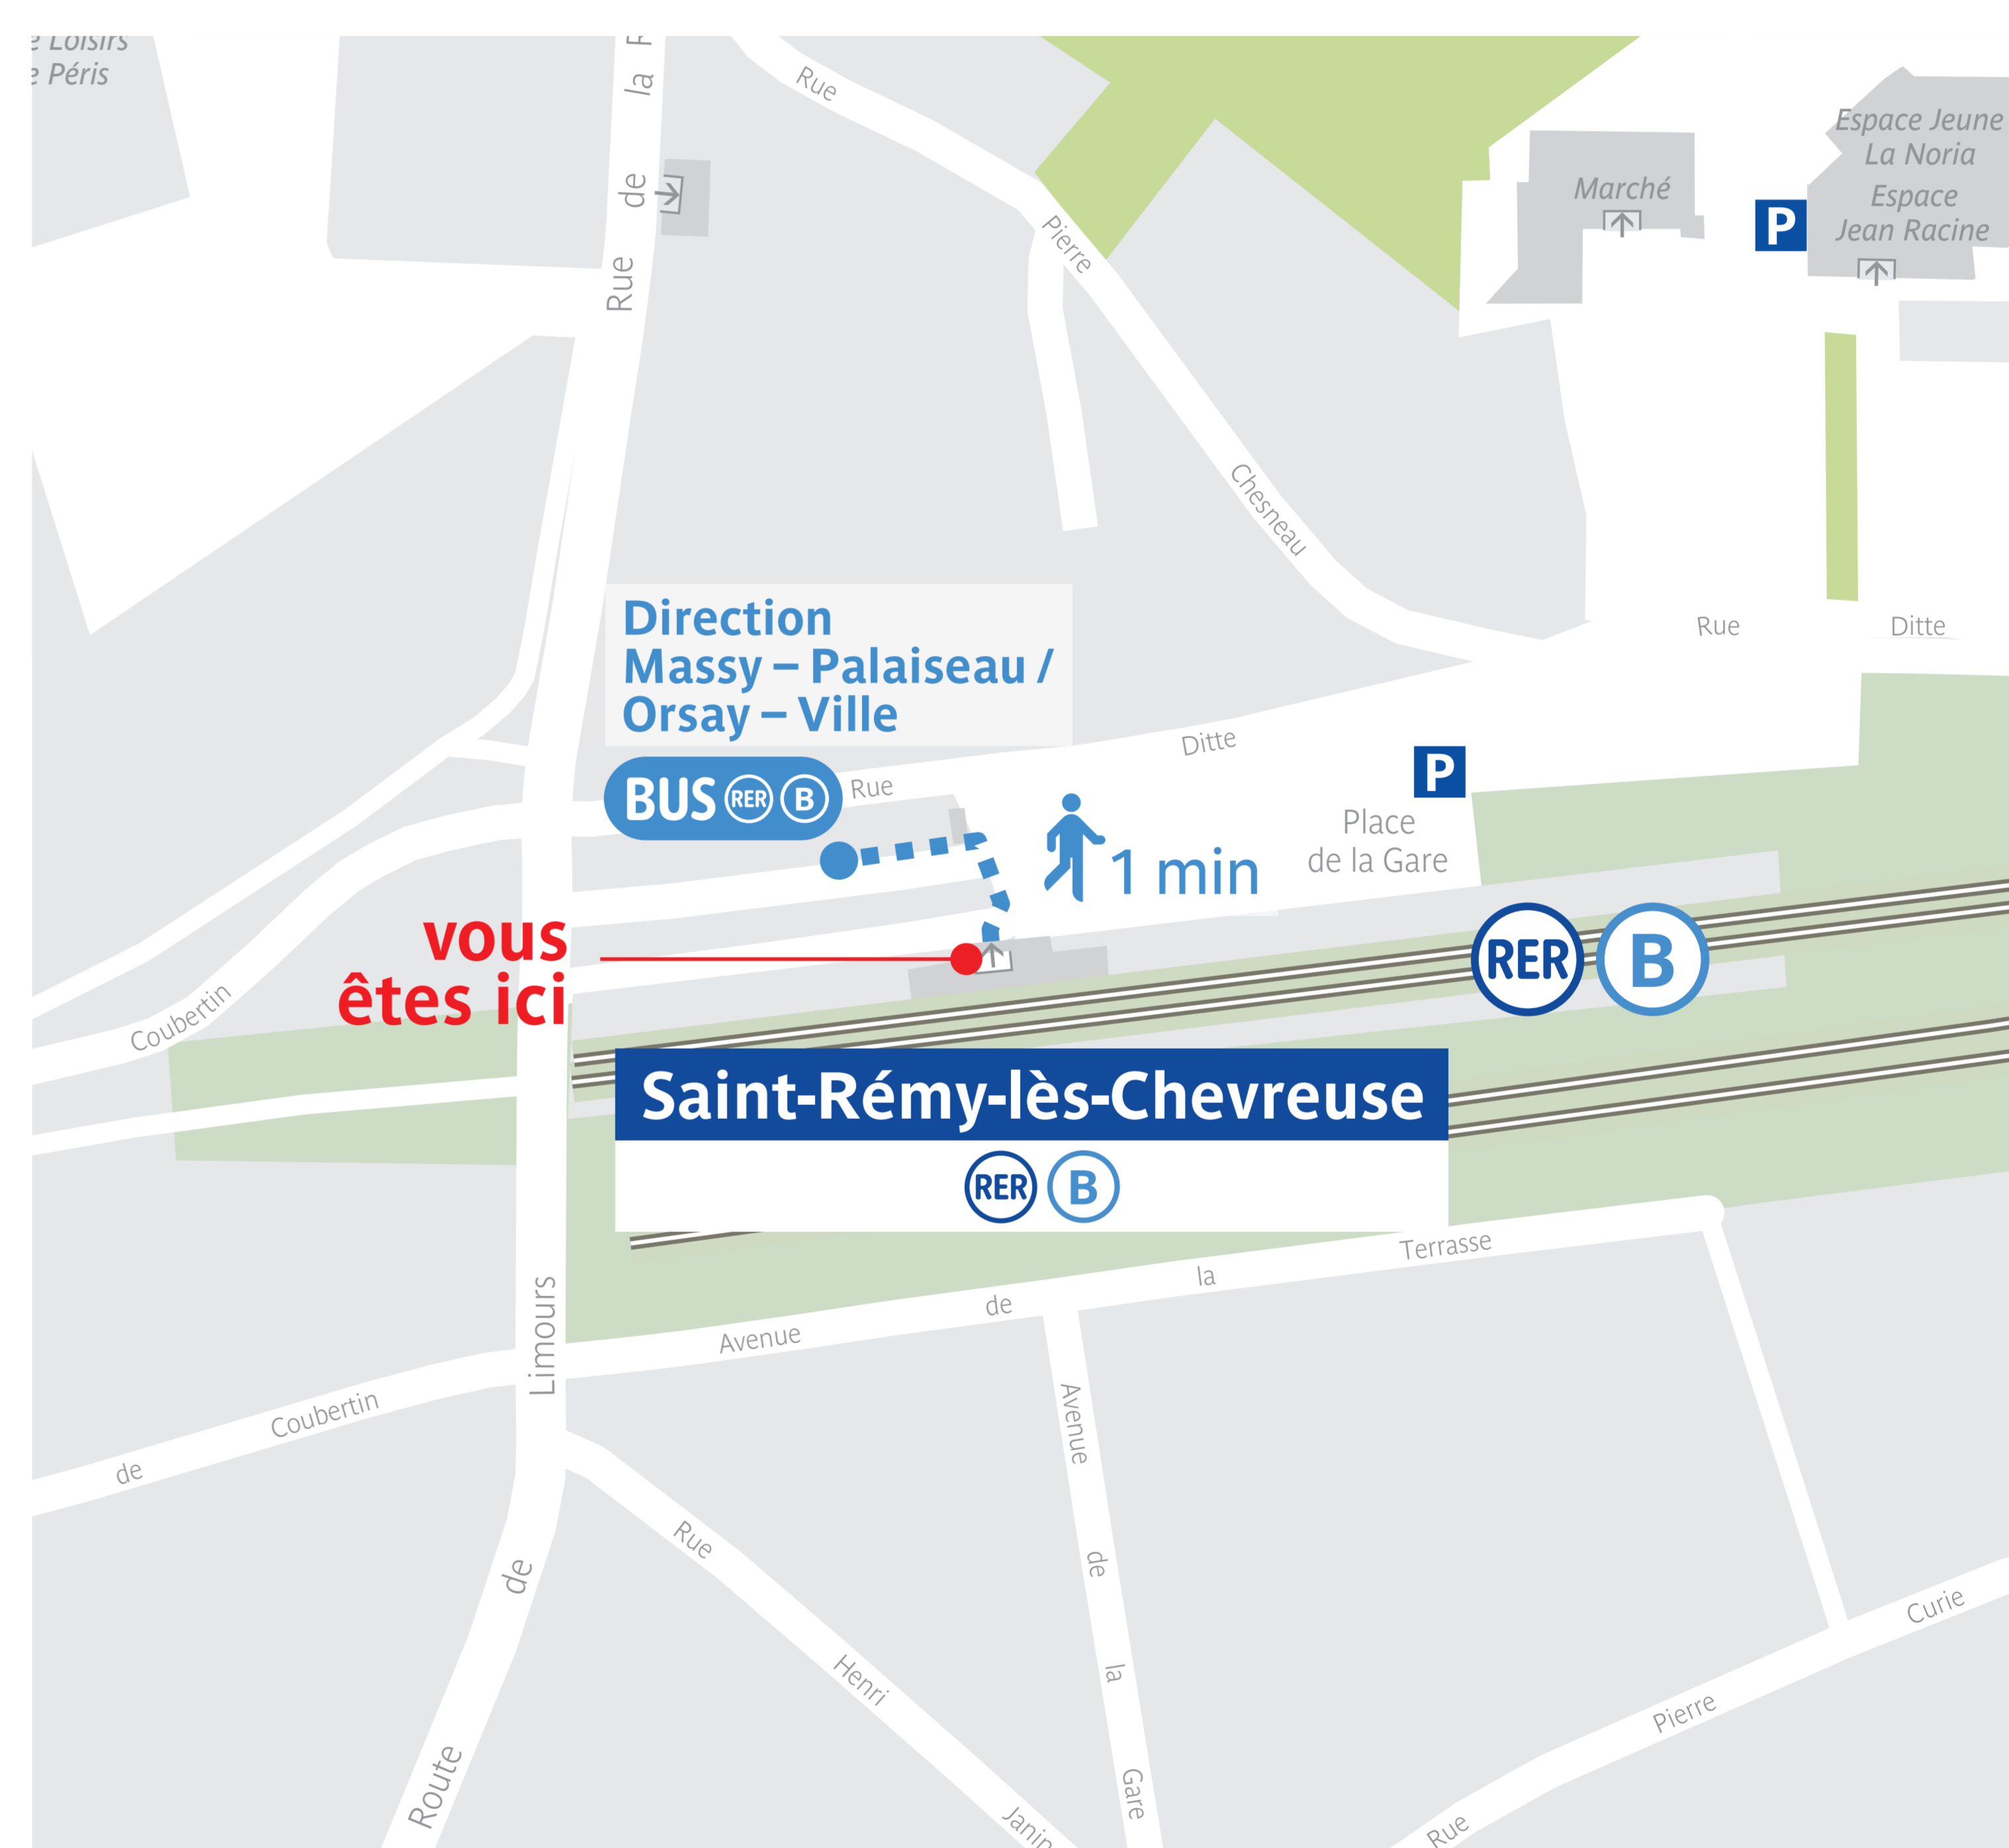 e Loisirs
e Péris
Rue de la
Rue Pierre Chesneau
Marché
P
Espace Jeune
La Noria
Espace
Jean Racine
Rue Ditte
Direction
Massy – Palaiseau /
Orsay – Ville
BUS RER B
Rue Ditte
P
1 min
Place
de la Gare
vous
êtes ici
RER B
Coubertin
Saint-Rémy-lès-Chevreuse
RER B
Avenue de la Terrasse
Route de Limours
de Coubertin
Avenue de la Gare
Rue Henri Janin
Rue Pierre Curie